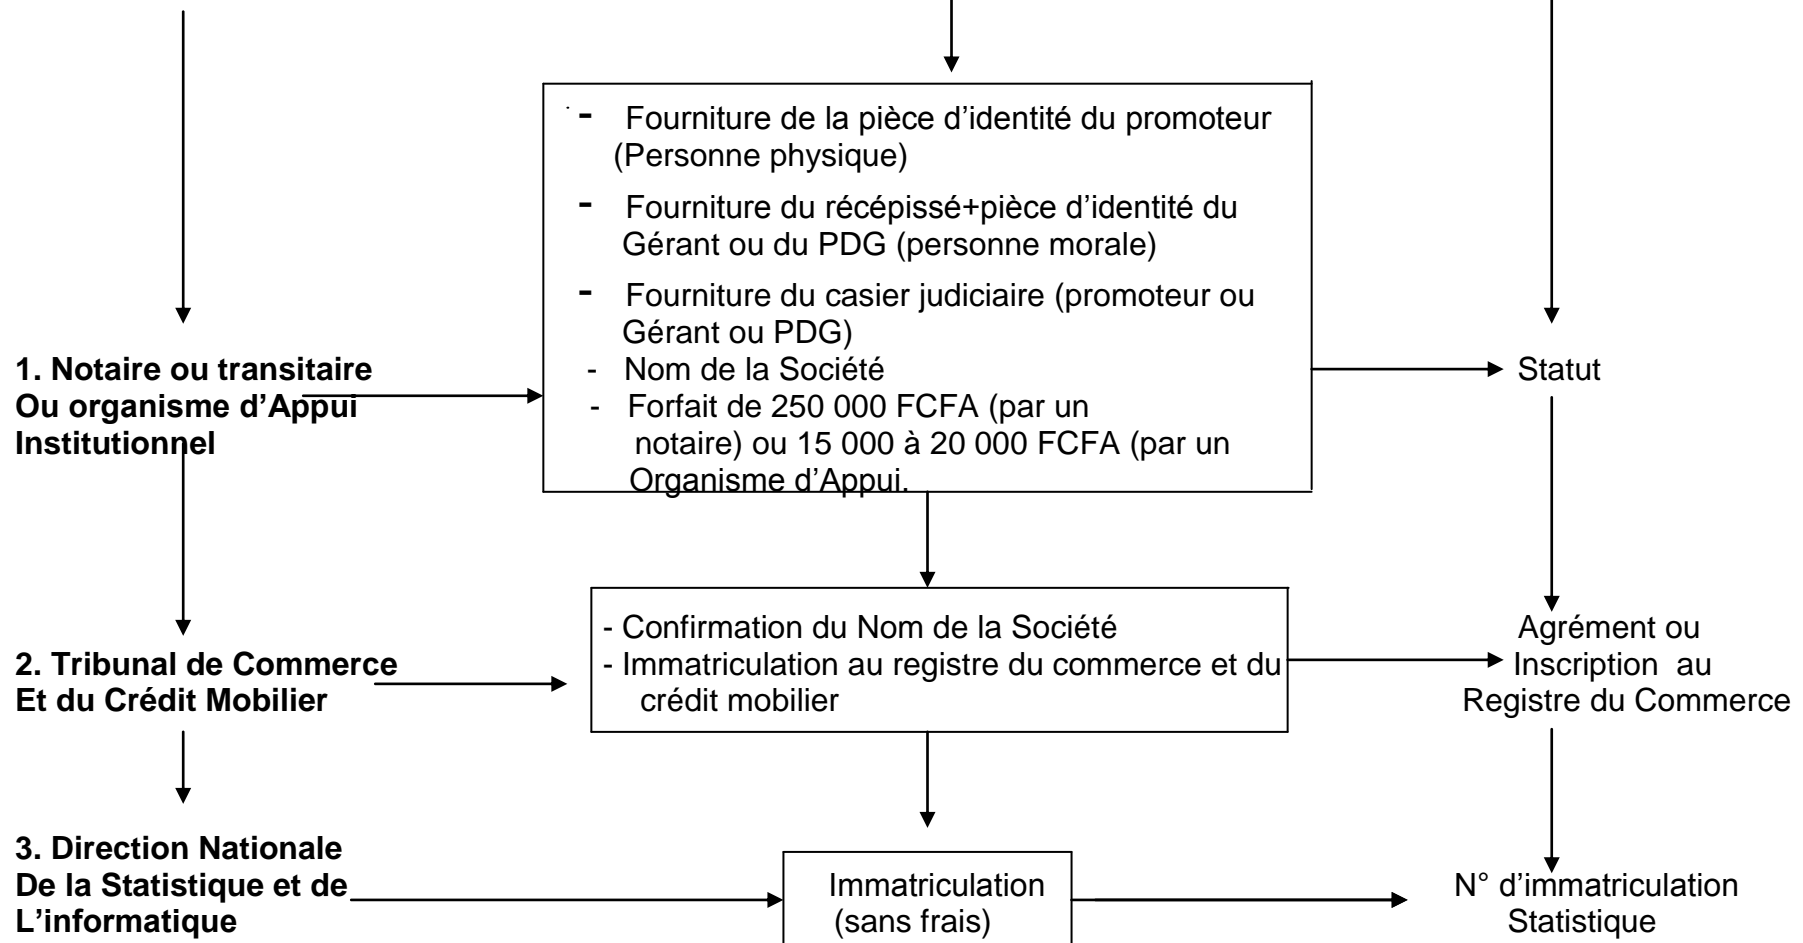 - Fourniture de la pièce d’identité du promoteur
(Personne physique)
- Fourniture du récépissé+pièce d’identité du
Gérant ou du PDG (personne morale)
- Fourniture du casier judiciaire (promoteur ou
Gérant ou PDG)
- Nom de la Société
- Forfait de 250 000 FCFA (par un
notaire) ou 15 000 à 20 000 FCFA (par un
Organisme d’Appui.
1. Notaire ou transitaire
Ou organisme d’Appui
Institutionnel
Statut
2. Tribunal de Commerce
Et du Crédit Mobilier
- Confirmation du Nom de la Société
- Immatriculation au registre du commerce et du
crédit mobilier
Agrément ou
Inscription au
Registre du Commerce
3. Direction Nationale
De la Statistique et de
L’informatique
Immatriculation
(sans frais)
N° d’immatriculation
Statistique